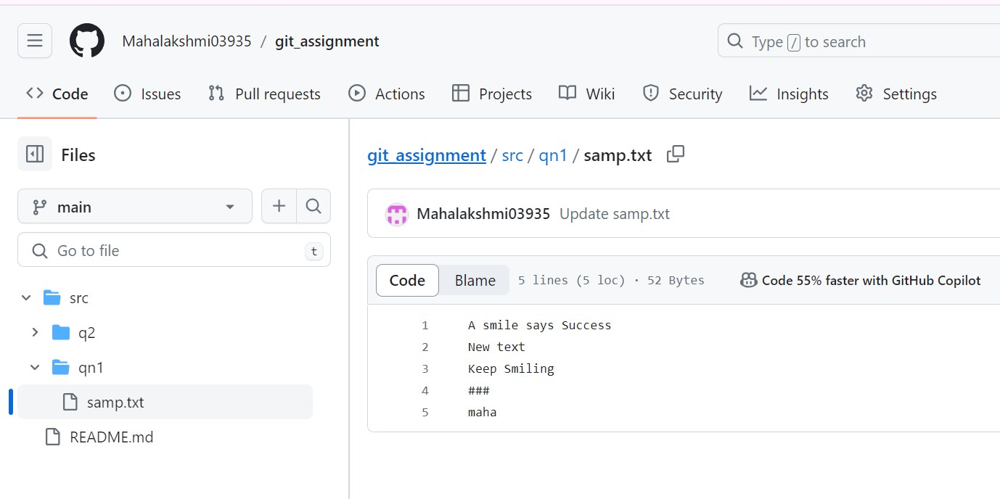 Mahalakshmi03935 / git_assignment
Type / to search
Code Issues Pull requests Actions Projects Wiki Security Insights Settings
Files
main
Go to file t
src
q2
qn1
samp.txt
README.md
git_assignment / src / qn1 / samp.txt
Mahalakshmi03935 Update samp.txt
Code Blame 5 lines (5 loc) · 52 Bytes Code 55% faster with GitHub Copilot
1 A smile says Success
2 New text
3 Keep Smiling
4 ###
5 maha